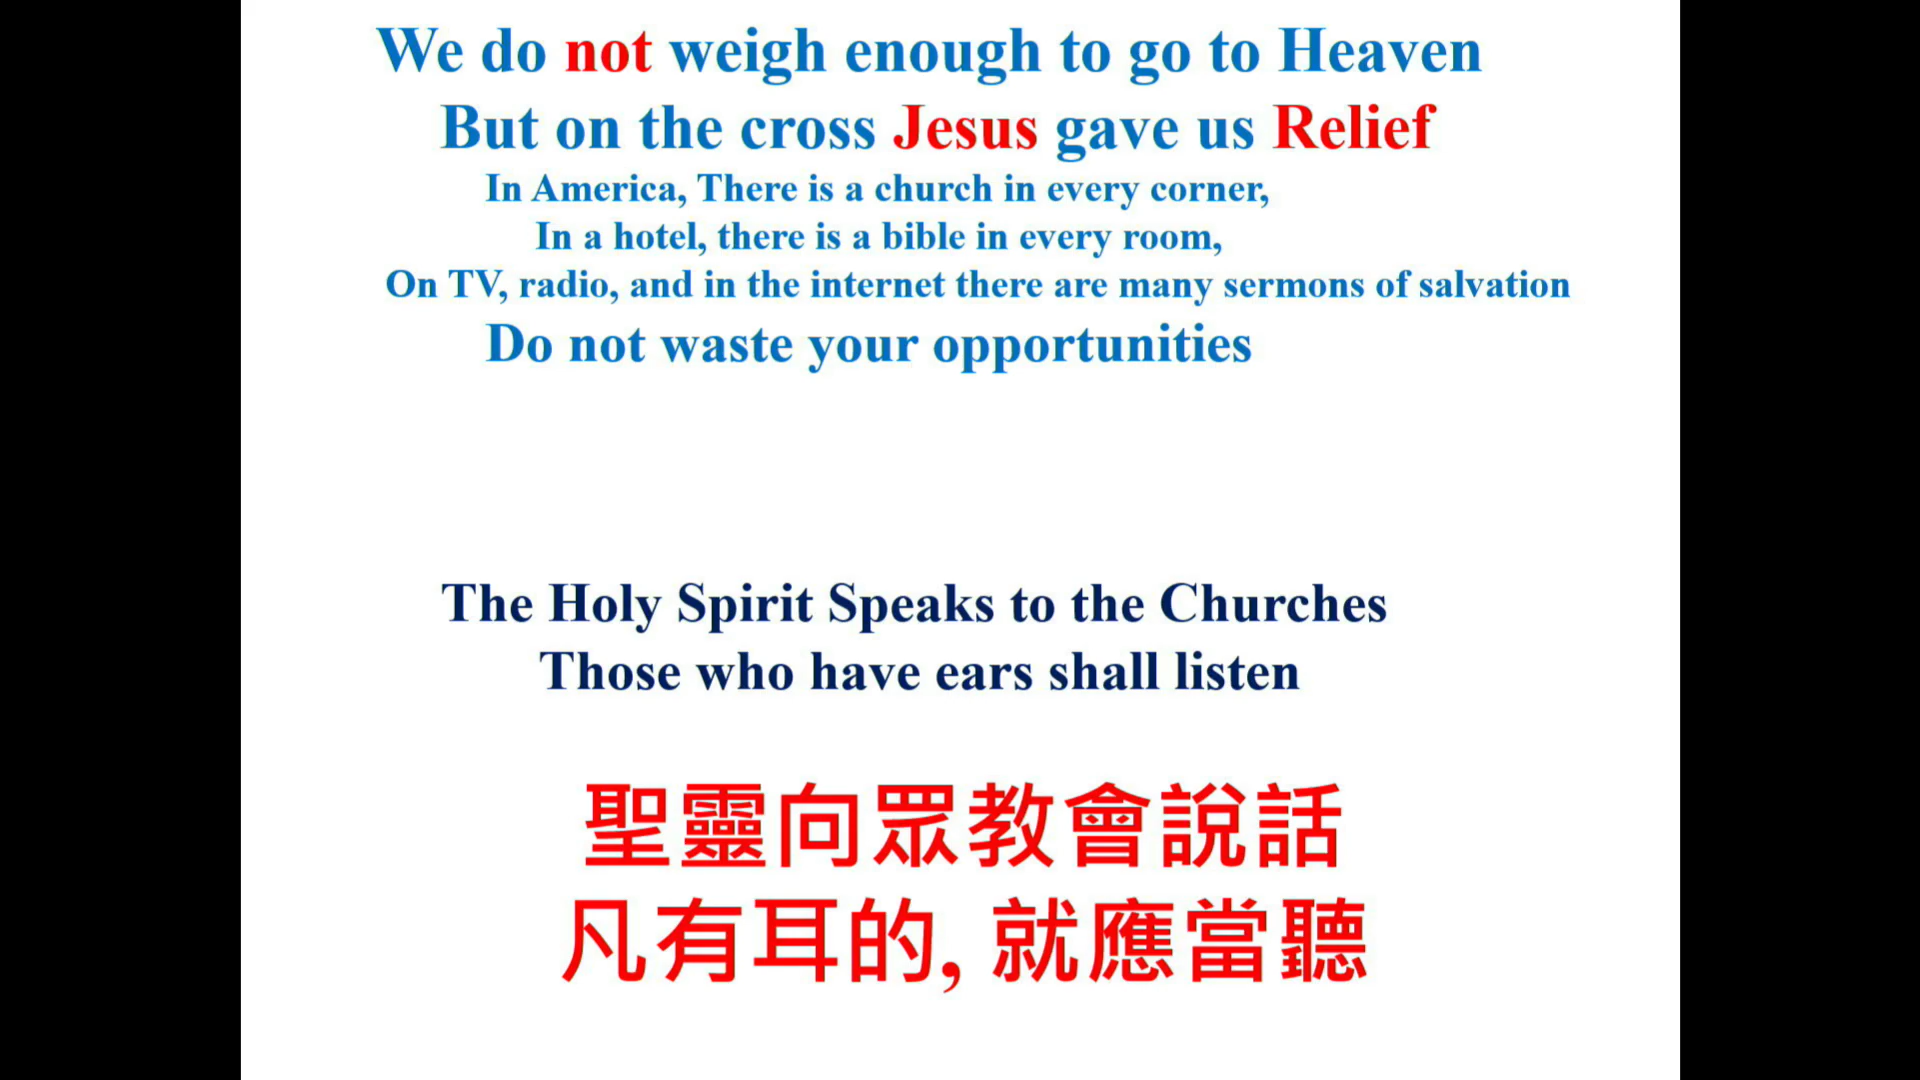 We do not weigh enough to go to Heaven
But on the cross Jesus gave us Relief
In America, There is a church in every corner,
In a hotel, there is a bible in every room,
On TV, radio, and in the internet there are many sermons of salvation
Do not waste your opportunities
The Holy Spirit Speaks to the Churches
Those who have ears shall listen
聖靈向眾教會說話
凡有耳的, 就應當聽